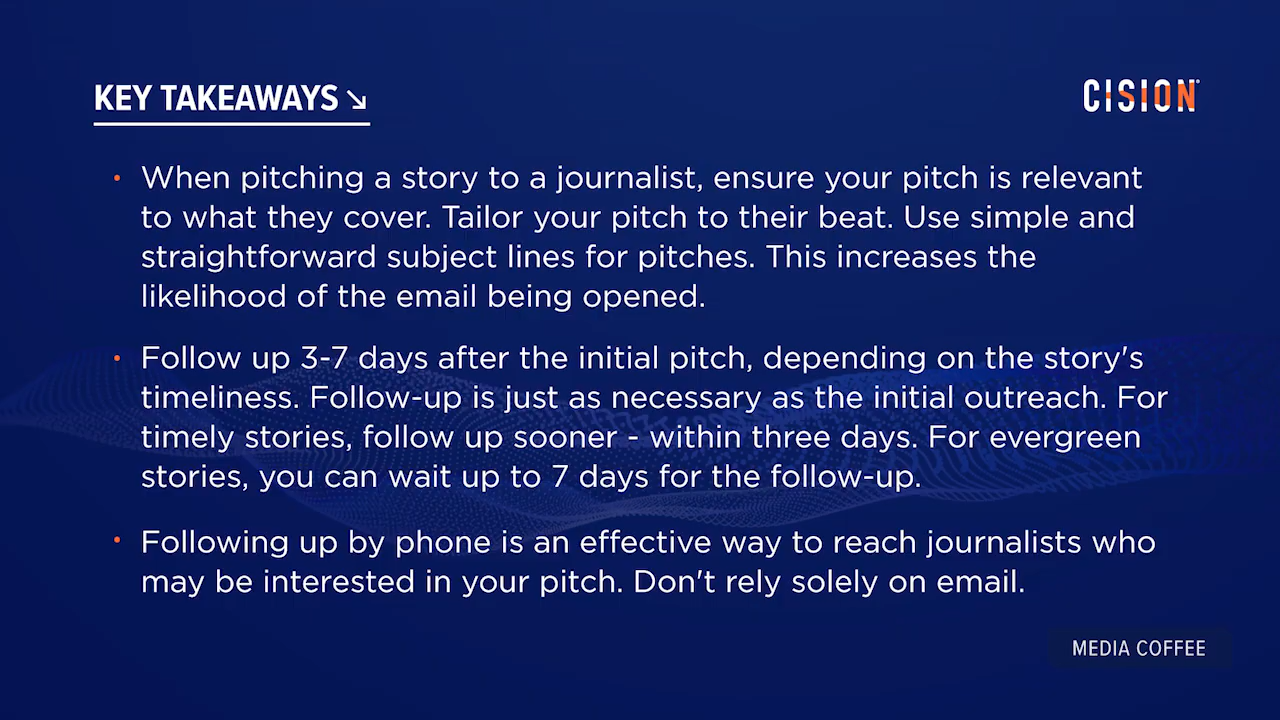 KEY TAKEAWAYS ↘
CISION
• When pitching a story to a journalist, ensure your pitch is relevant
to what they cover. Tailor your pitch to their beat. Use simple and
straightforward subject lines for pitches. This increases the
likelihood of the email being opened.
• Follow up 3-7 days after the initial pitch, depending on the story's
timeliness. Follow-up is just as necessary as the initial outreach. For
timely stories, follow up sooner - within three days. For evergreen
stories, you can wait up to 7 days for the follow-up.
• Following up by phone is an effective way to reach journalists who
may be interested in your pitch. Don't rely solely on email.
MEDIA COFFEE